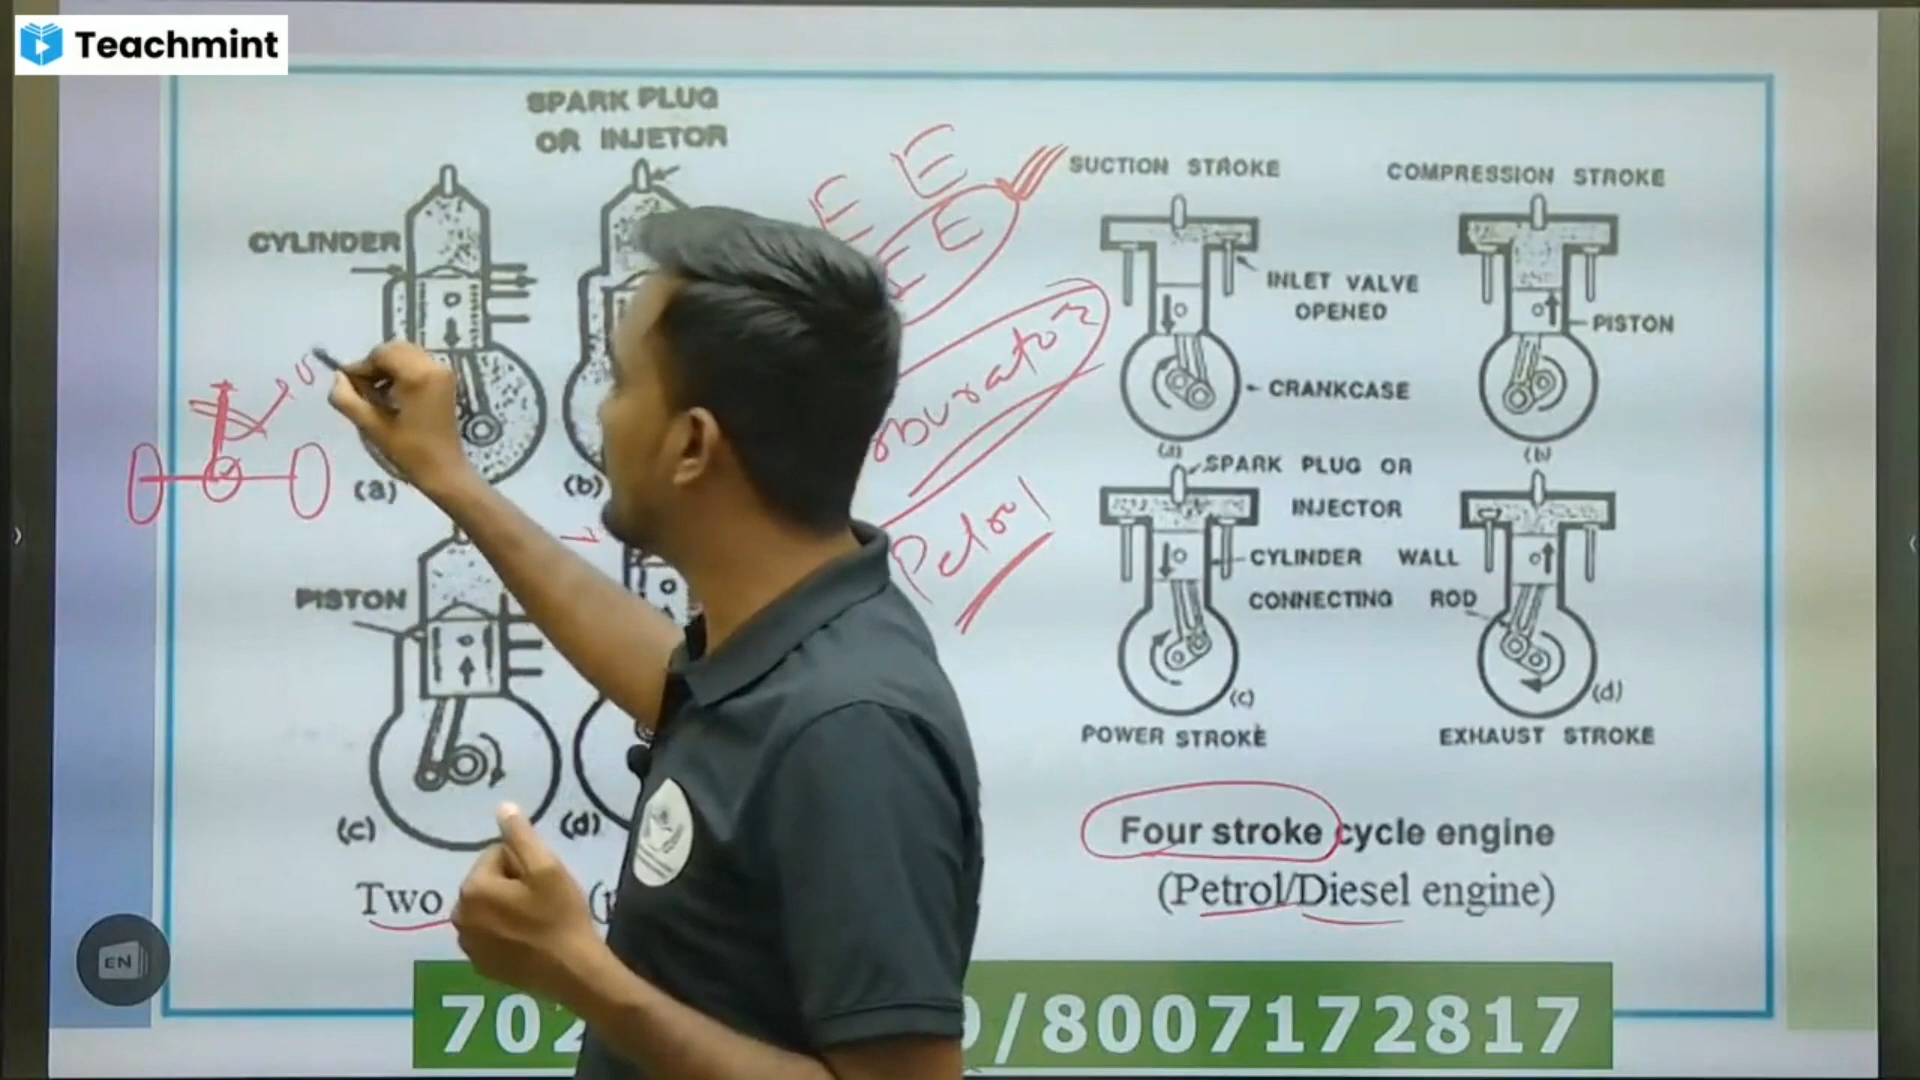 Teachmint
SPARK PLUG
OR INJETOR
CYLINDER
(a)
(b)
PISTON
(c)
(d)
Two
E E
E E
Petrol
SUCTION STROKE
COMPRESSION STROKE
INLET VALVE
OPENED
PISTON
CRANKCASE
(a)
(b)
SPARK PLUG OR
INJECTOR
CYLINDER WALL
CONNECTING ROD
(c)
(d)
POWER STROKE
EXHAUST STROKE
Four stroke cycle engine
(Petrol/Diesel engine)
EN
702
/8007172817